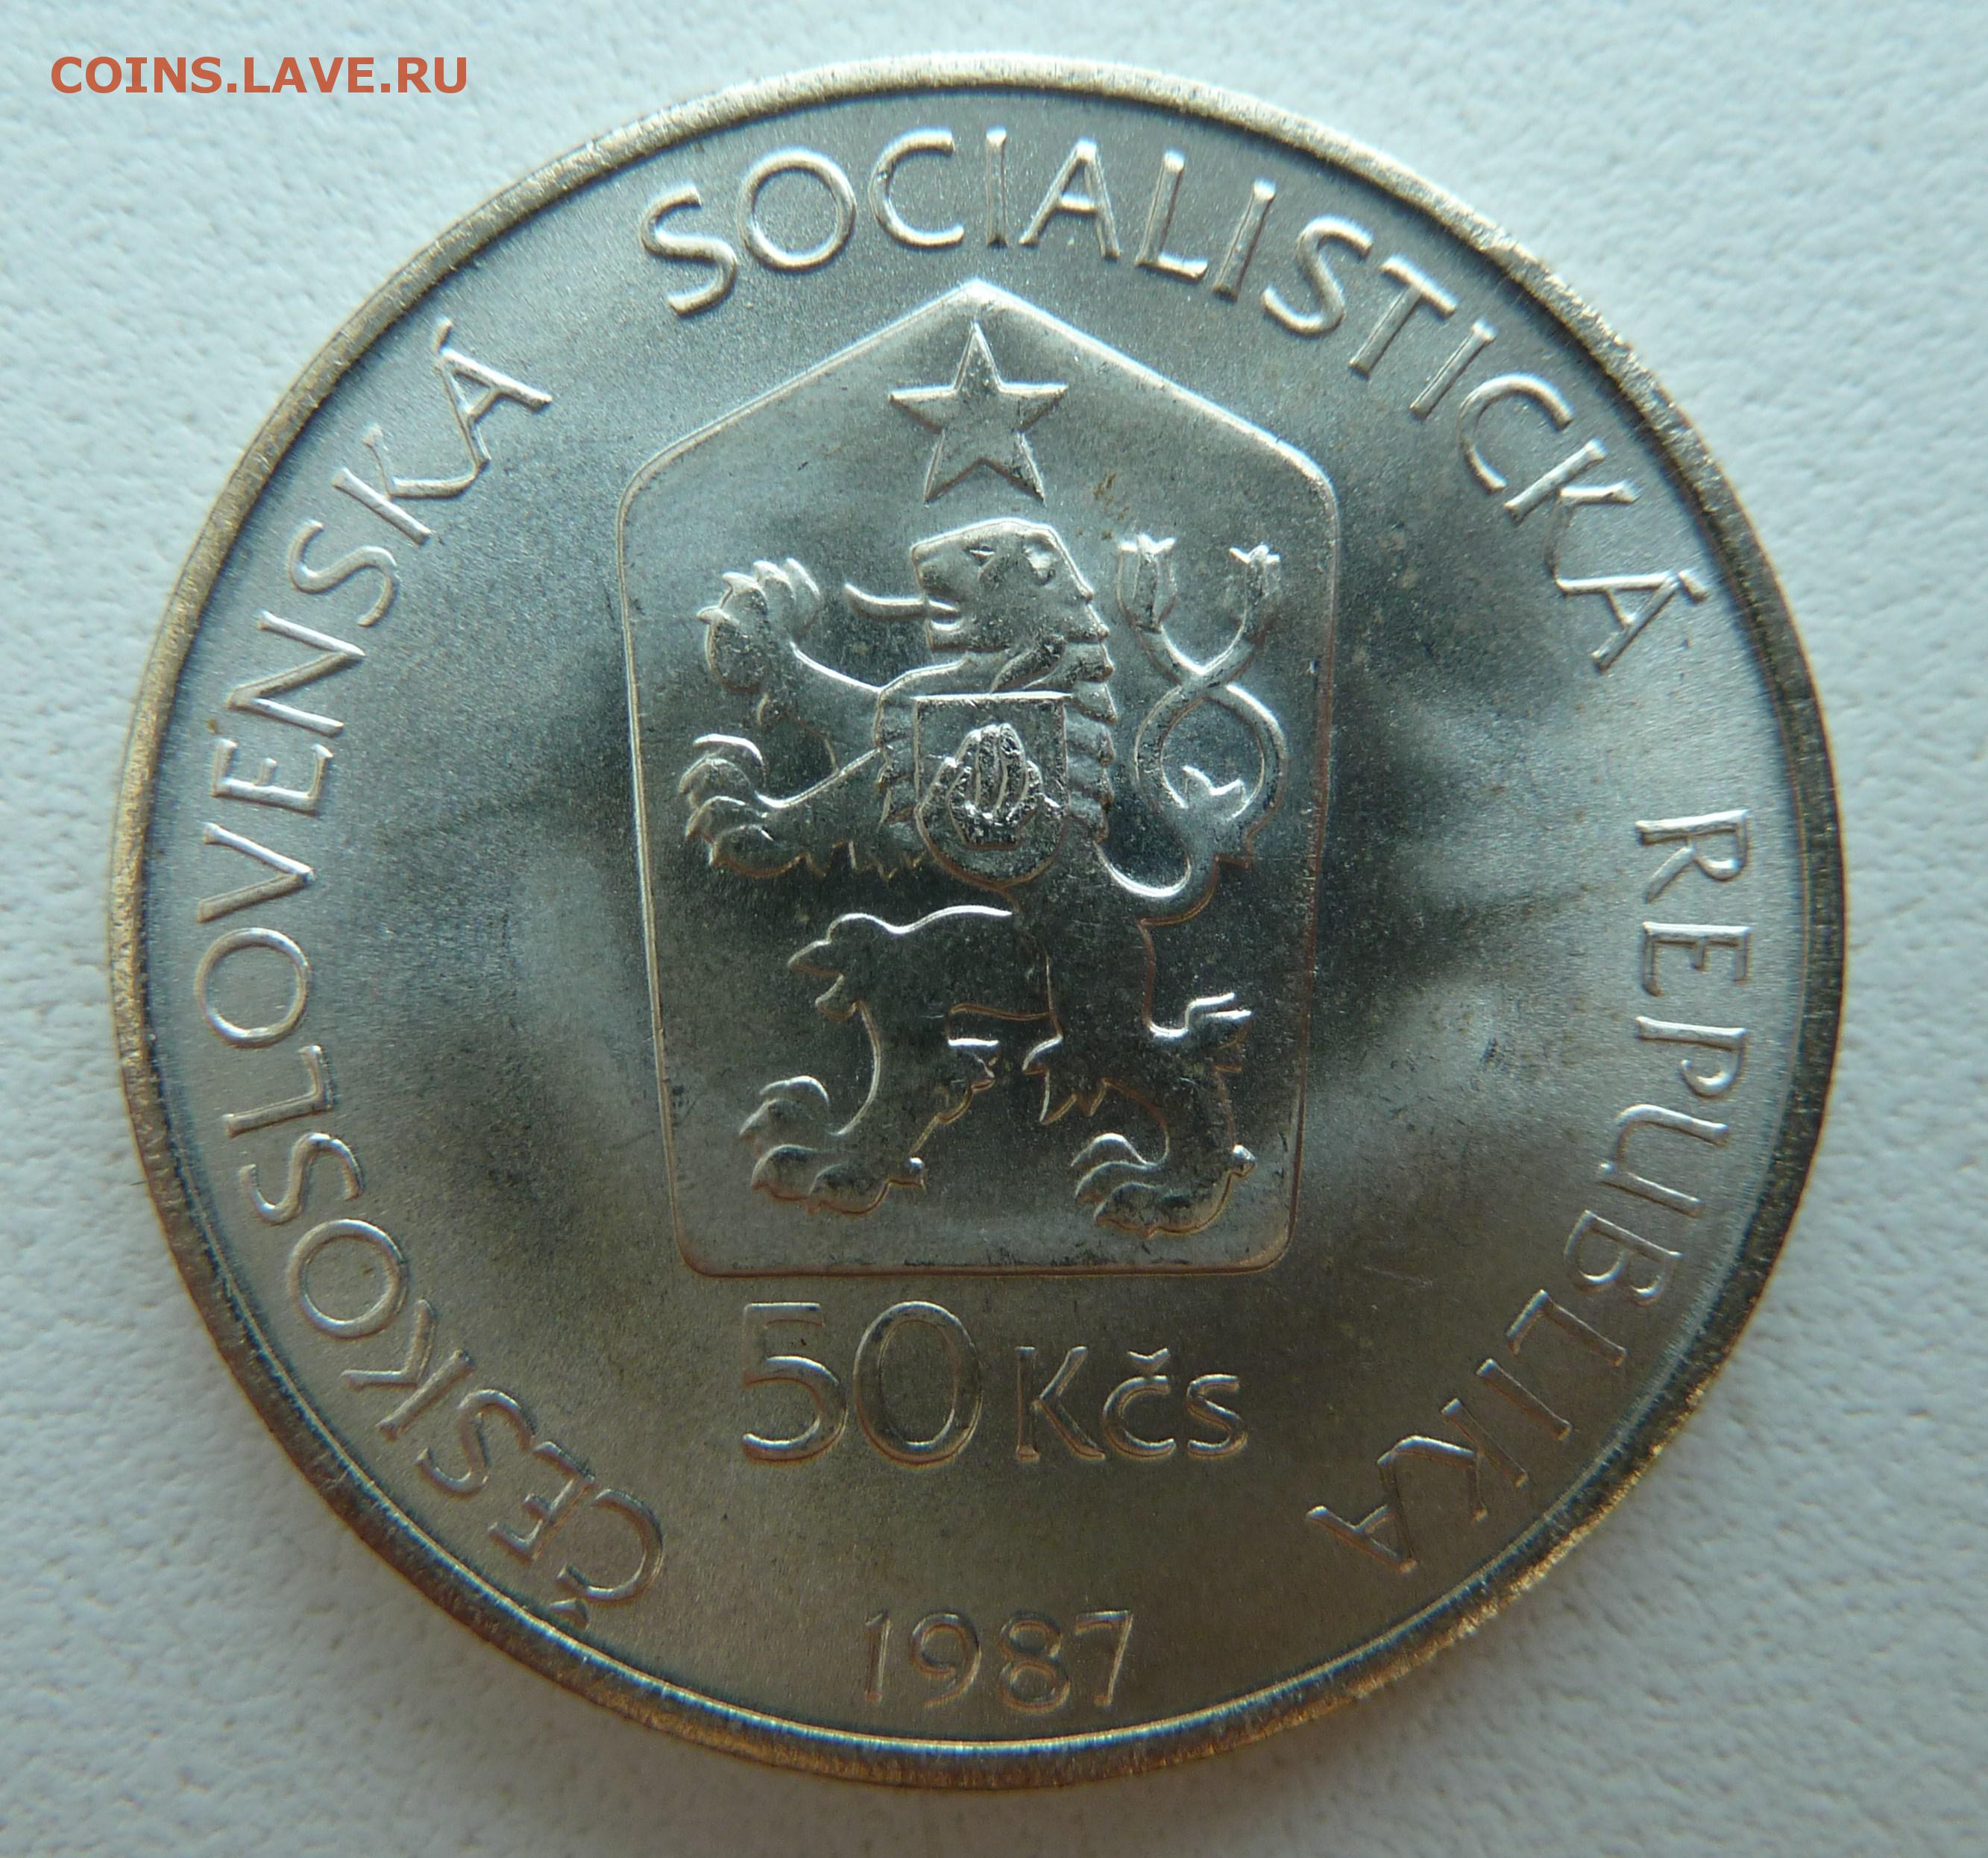 COINS.LAVE.RU
ČESKOSLOVENSKÁ SOCIALISTICKÁ REPUBLIKA
50 Kčs
1987